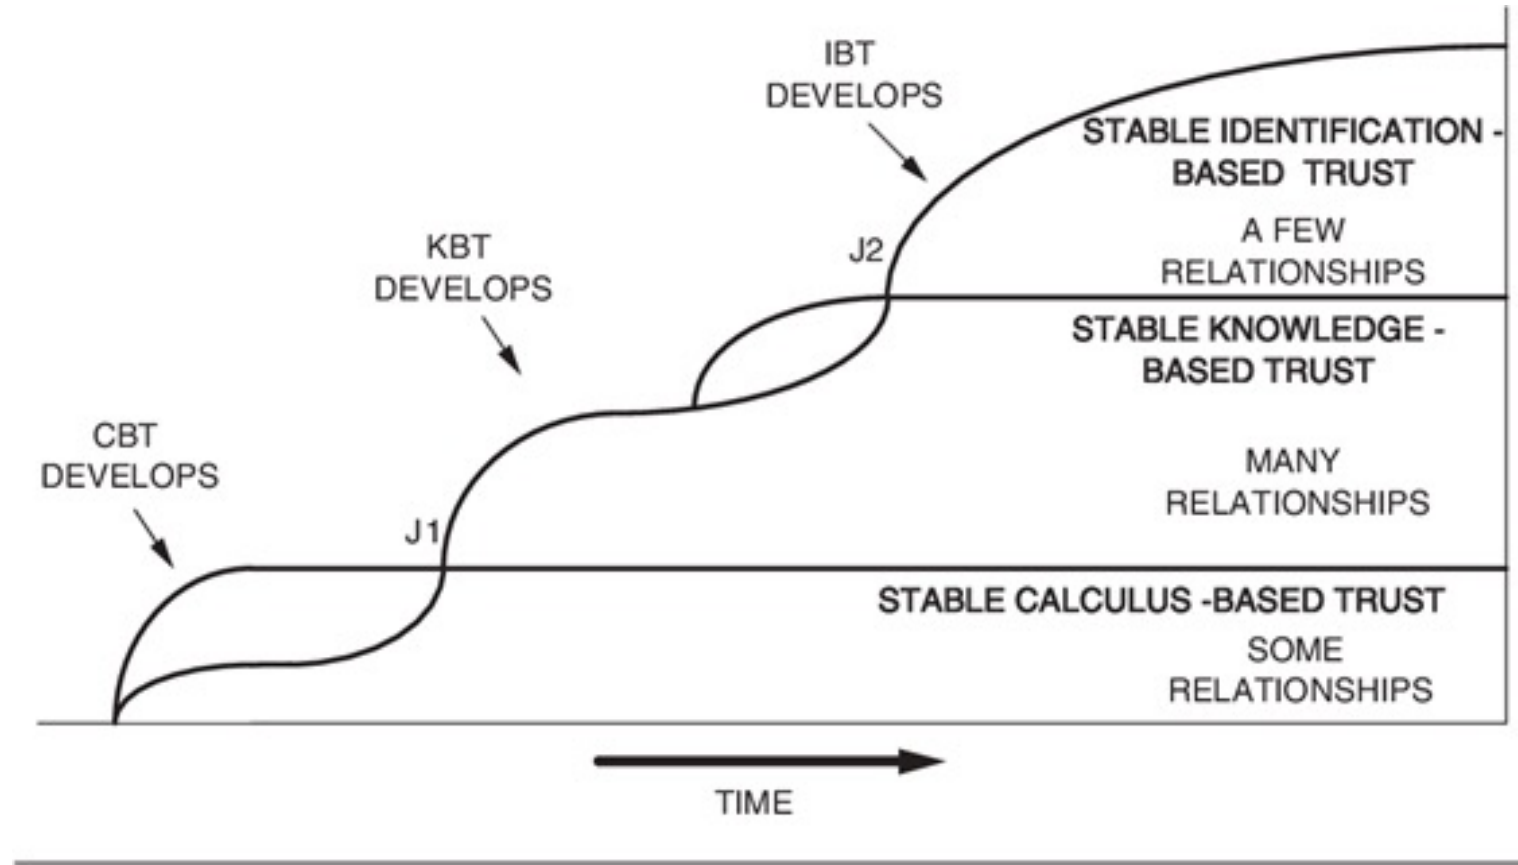 IBT
DEVELOPS
STABLE IDENTIFICATION -
BASED TRUST
A FEW
RELATIONSHIPS
J2
KBT
DEVELOPS
STABLE KNOWLEDGE -
BASED TRUST
MANY
RELATIONSHIPS
CBT
DEVELOPS
J1
STABLE CALCULUS -BASED TRUST
SOME
RELATIONSHIPS
TIME